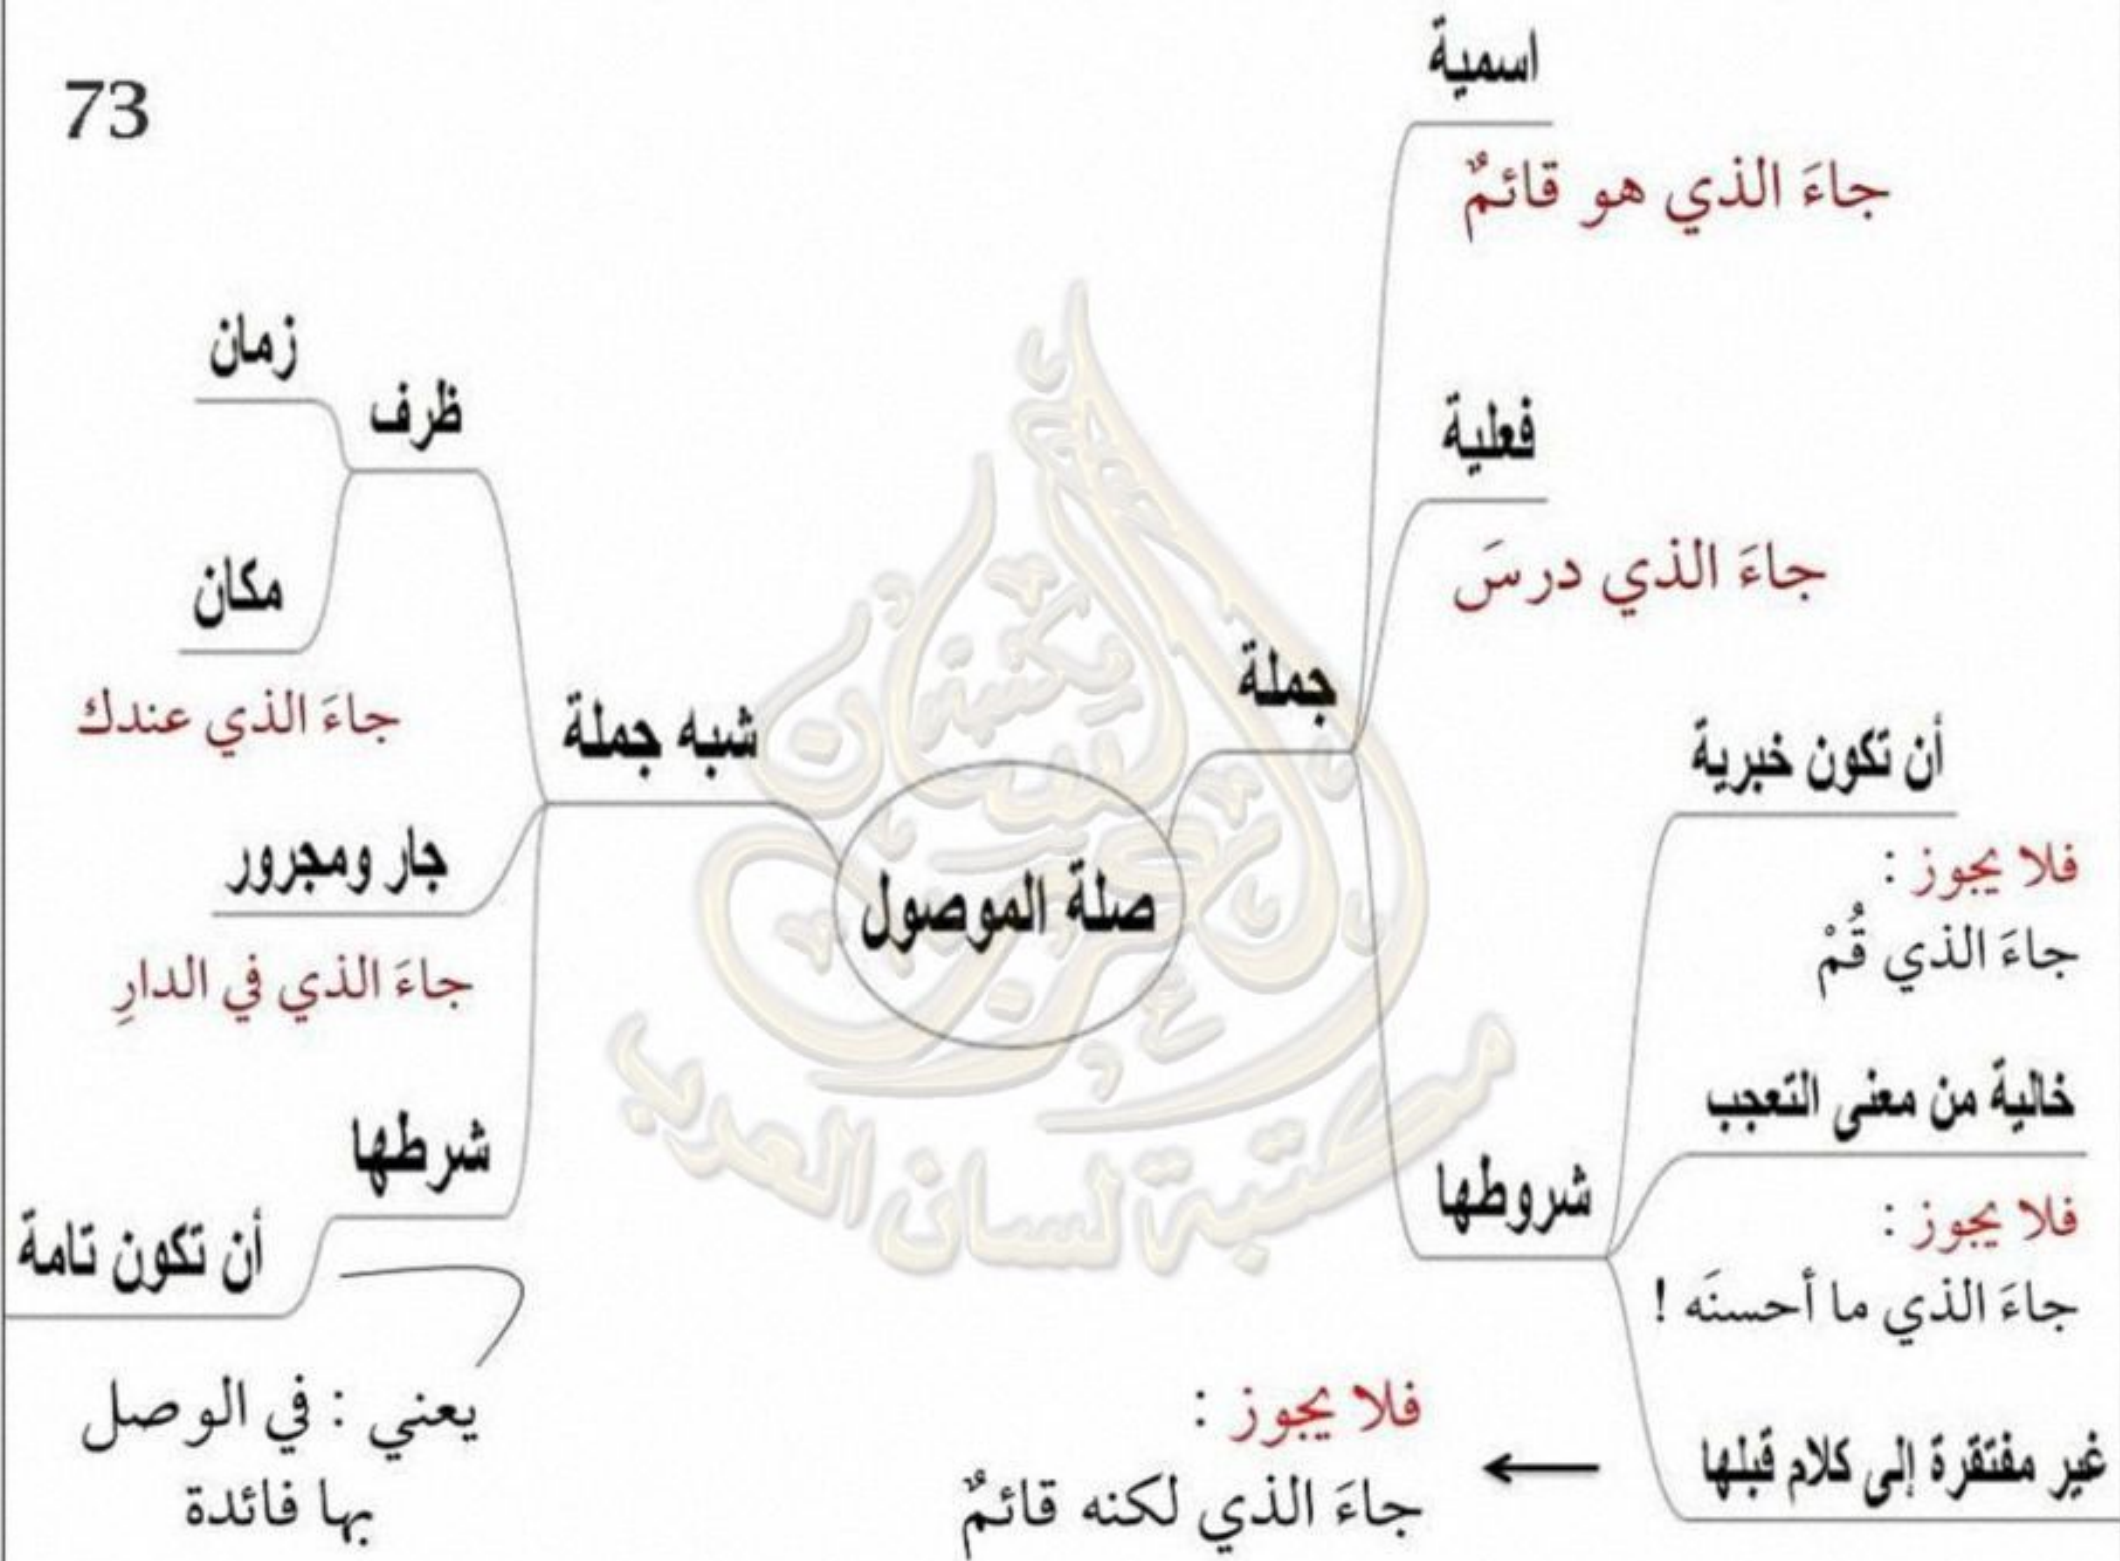 73
صلة الموصول
جملة
اسمية
جاءَ الذي هو قائمٌ
فعلية
جاءَ الذي درسَ
شروطها
أن تكون خبرية
فلا يجوز :
جاءَ الذي قُمْ
خالية من معنى التعجب
فلا يجوز :
جاءَ الذي ما أحسنَه !
غير مفتقرة إلى كلام قبلها
فلا يجوز :
جاءَ الذي لكنه قائمٌ
شبه جملة
ظرف
زمان
مكان
جاءَ الذي عندك
جار ومجرور
جاءَ الذي في الدارِ
شرطها
أن تكون تامة
يعني : في الوصل
بها فائدة
مكتبة لسان العرب